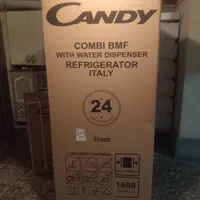 CANDY
COMBI BMF
WITH WATER DISPENSER
REFRIGERATOR
ITALY
24
Front
1608